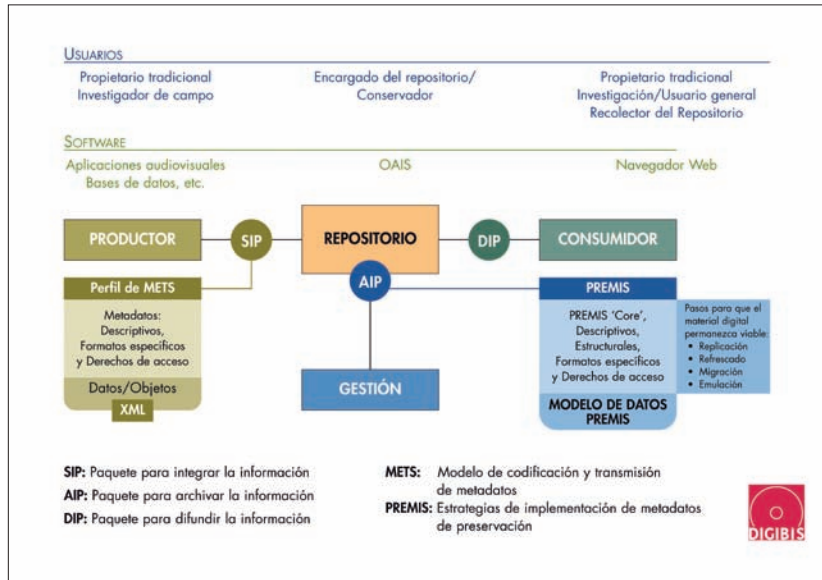 USUARIOS
Propietario tradicional
Investigador de campo
Encargado del repositorio/
Conservador
Propietario tradicional
Investigación/Usuario general
Recolector del Repositorio
SOFTWARE
Aplicaciones audiovisuales
Bases de datos, etc.
OAIS
Navegador Web
PRODUCTOR
SIP
REPOSITORIO
DIP
CONSUMIDOR
AIP
Perfil de METS
Metadatos:
Descriptivos,
Formatos específicos
y Derechos de acceso
Datos/Objetos
XML
GESTIÓN
PREMIS
PREMIS ‘Core’,
Descriptivos,
Estructurales,
Formatos específicos
y Derechos de acceso
MODELO DE DATOS
PREMIS
Pasos para que el
material digital
permanezca viable:
• Replicación
• Refrescado
• Migración
• Emulación
SIP: Paquete para integrar la información
AIP: Paquete para archivar la información
DIP: Paquete para difundir la información
METS: Modelo de codificación y transmisión
de metadatos
PREMIS: Estrategias de implementación de metadatos
de preservación
DIGIBIS